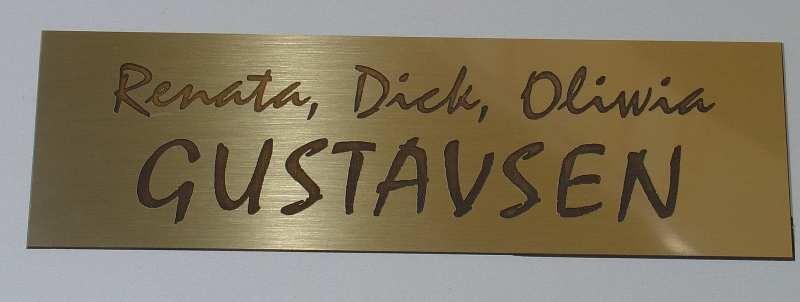 Renata, Dick, Oliwia
GUSTAVSEN